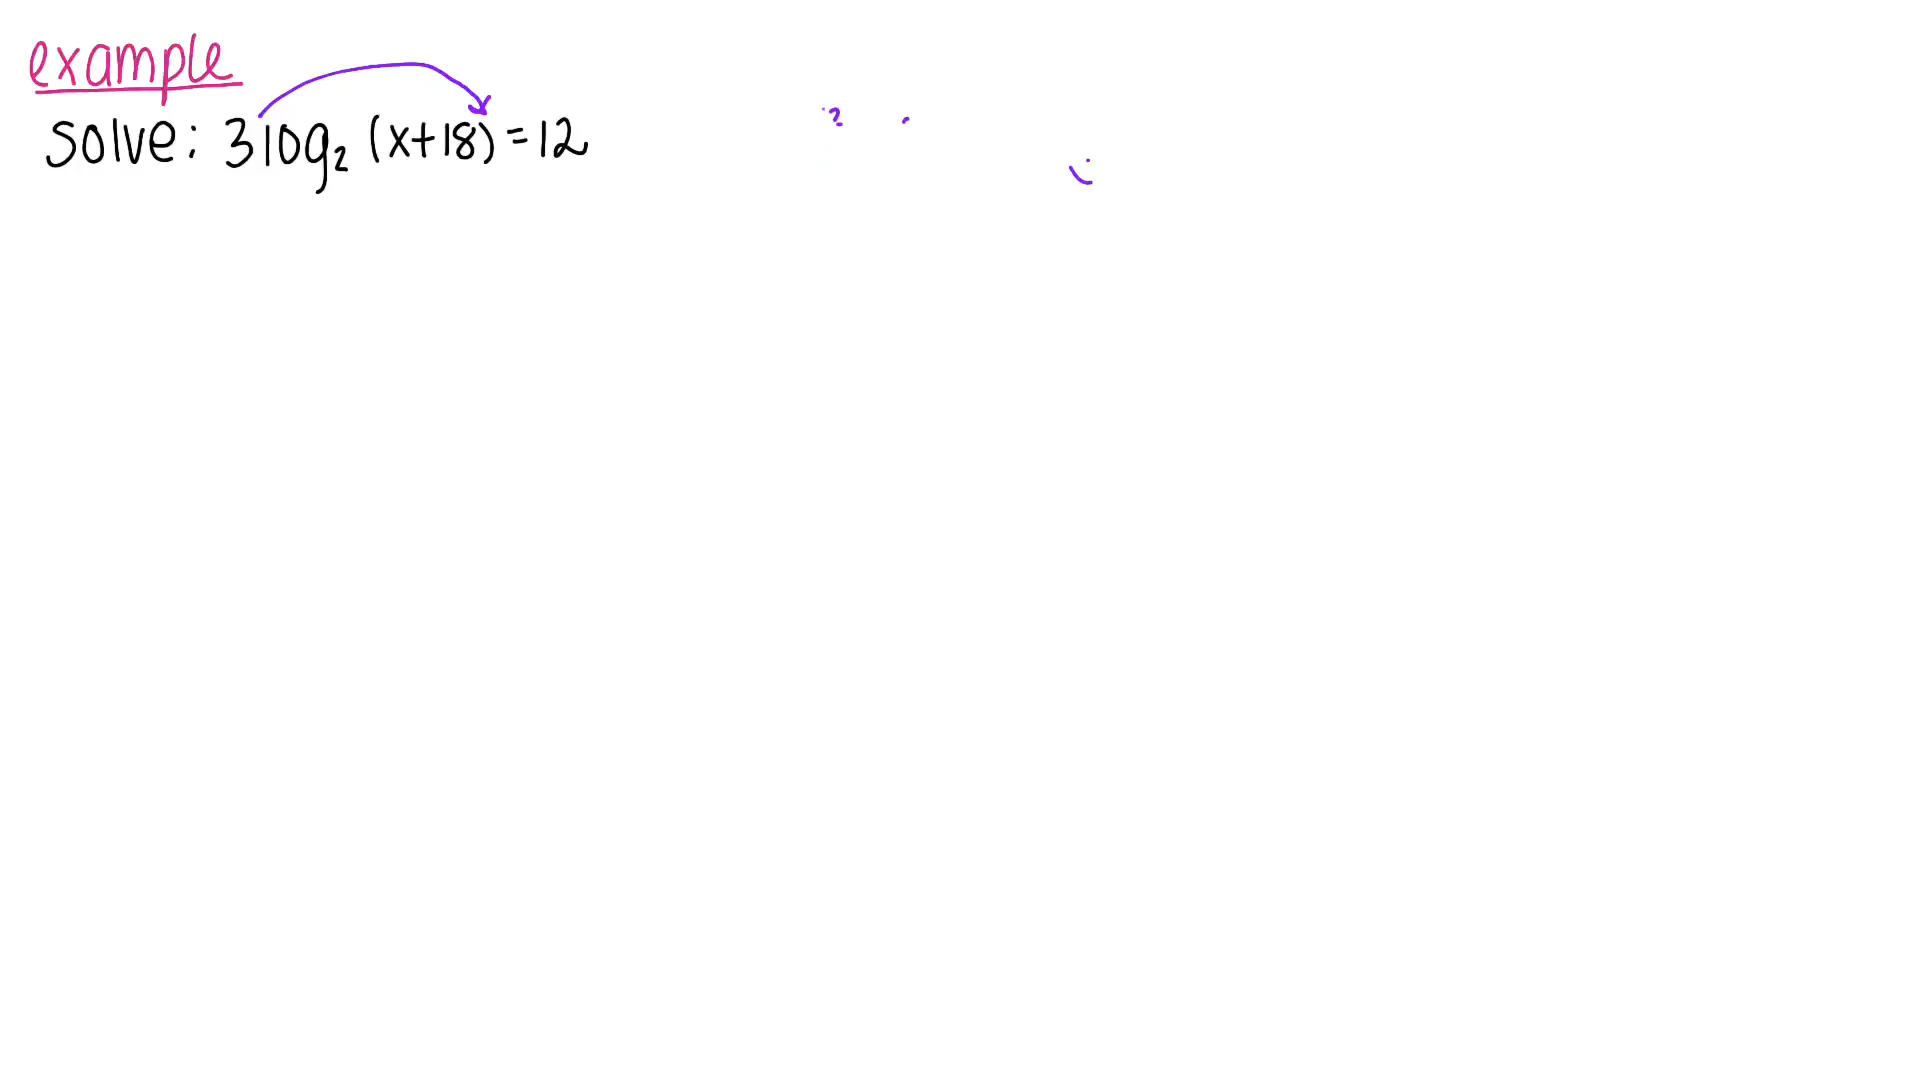 example
Solve: 3log₂ (x+18) = 12